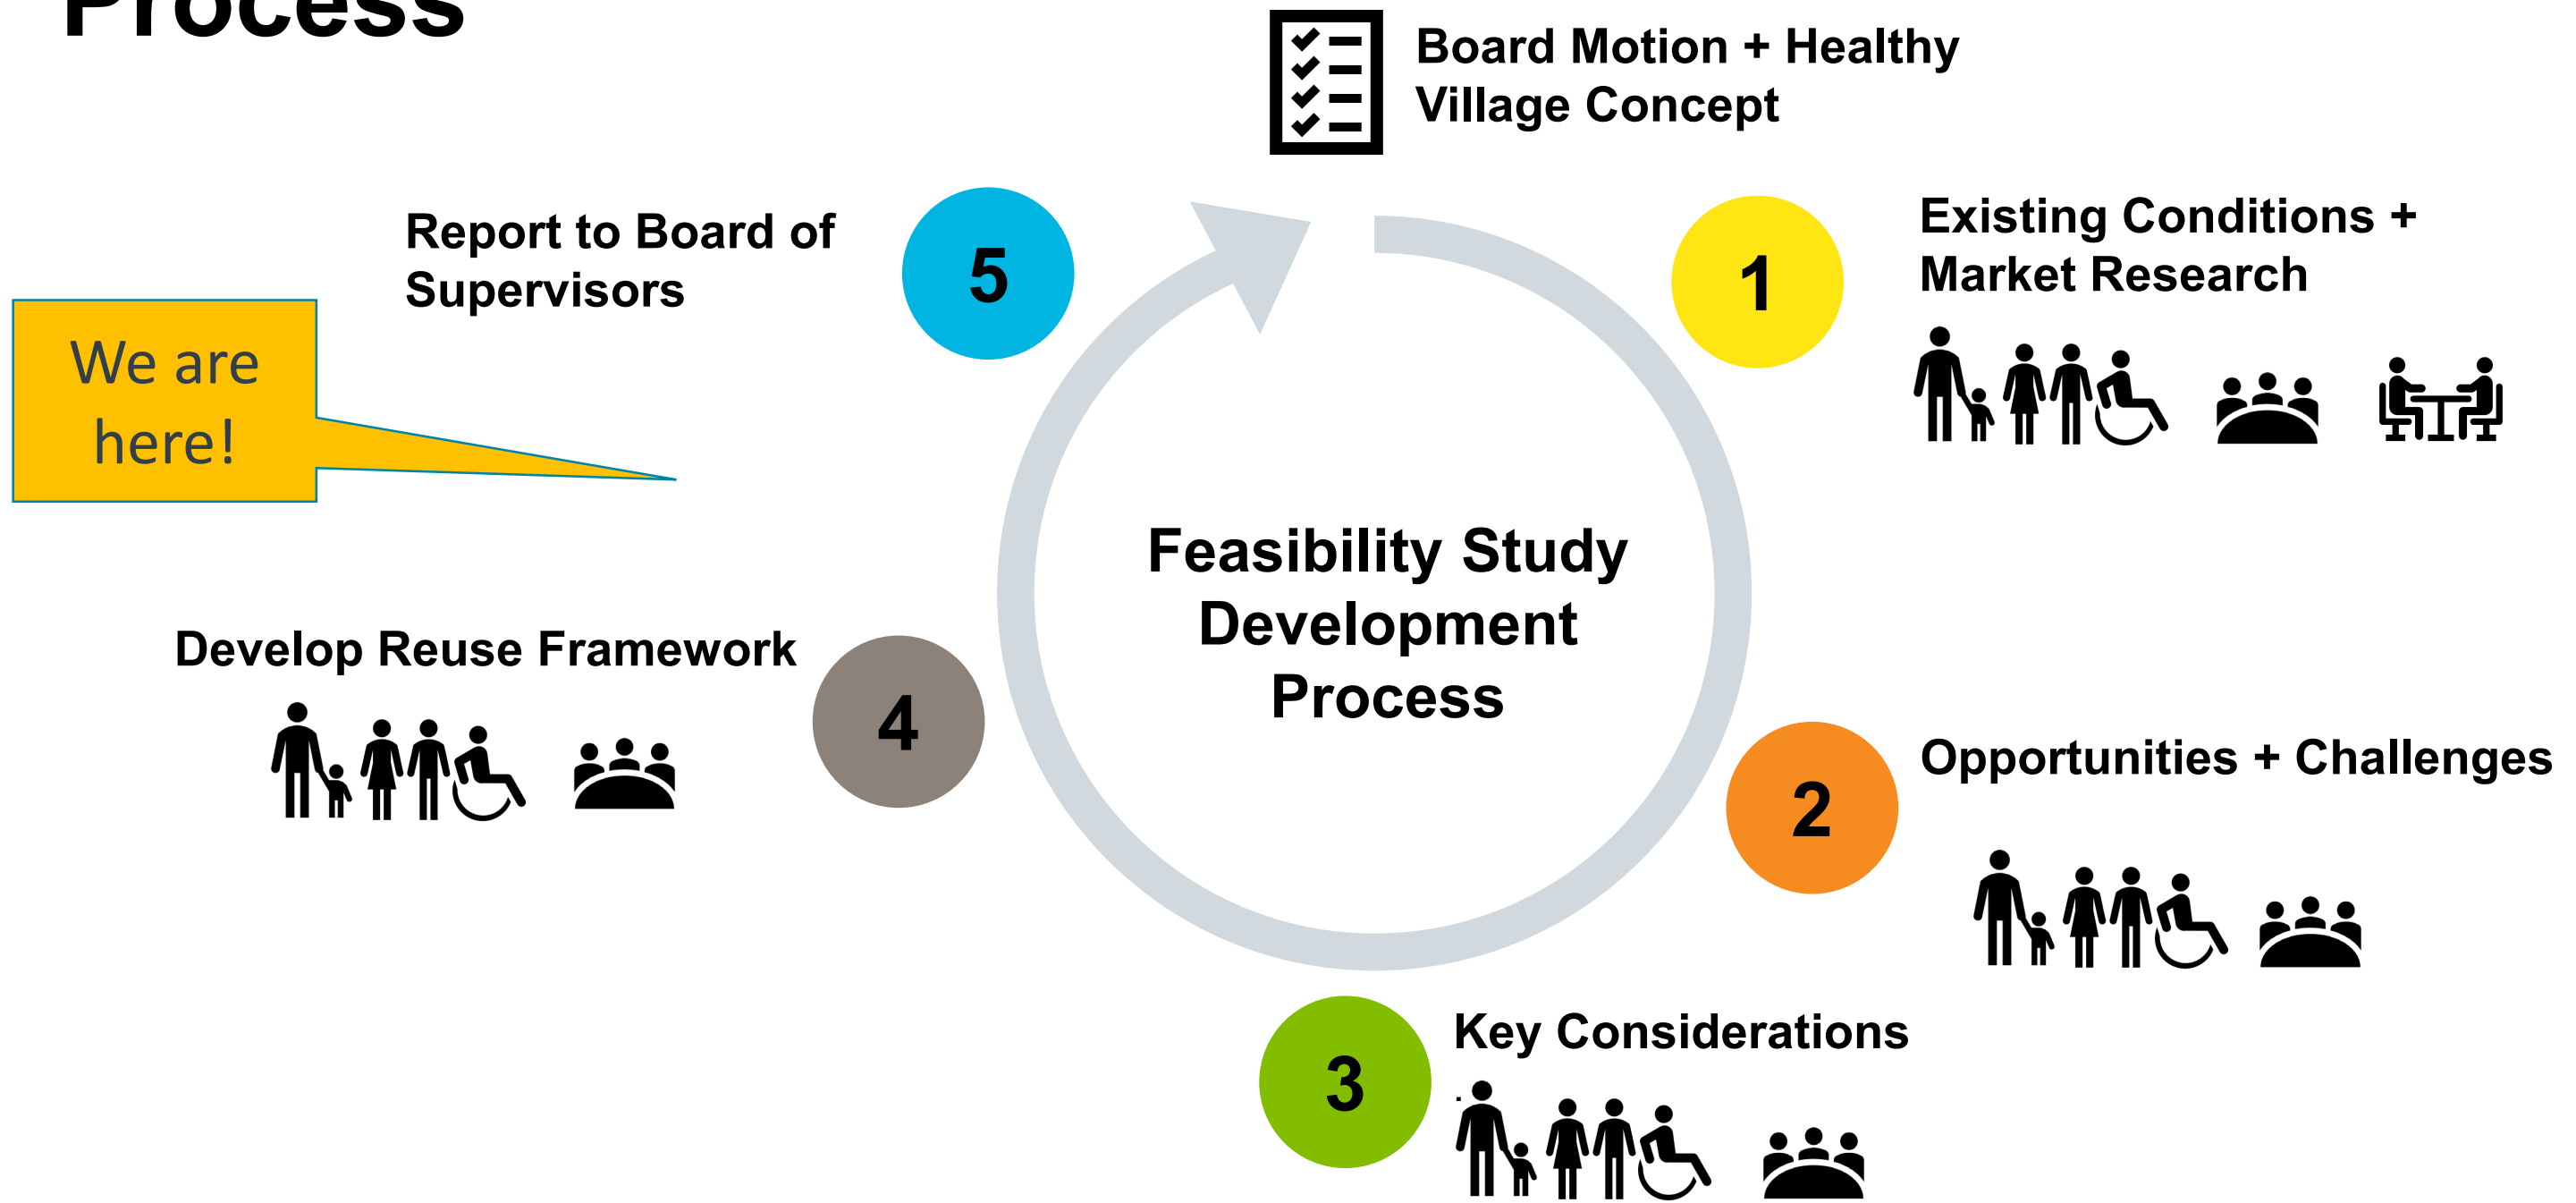 Process
Board Motion + Healthy
Village Concept
1
Existing Conditions +
Market Research
2
Opportunities + Challenges
3
Key Considerations
.
4
Develop Reuse Framework
5
Report to Board of
Supervisors
We are
here!
Feasibility Study
Development
Process